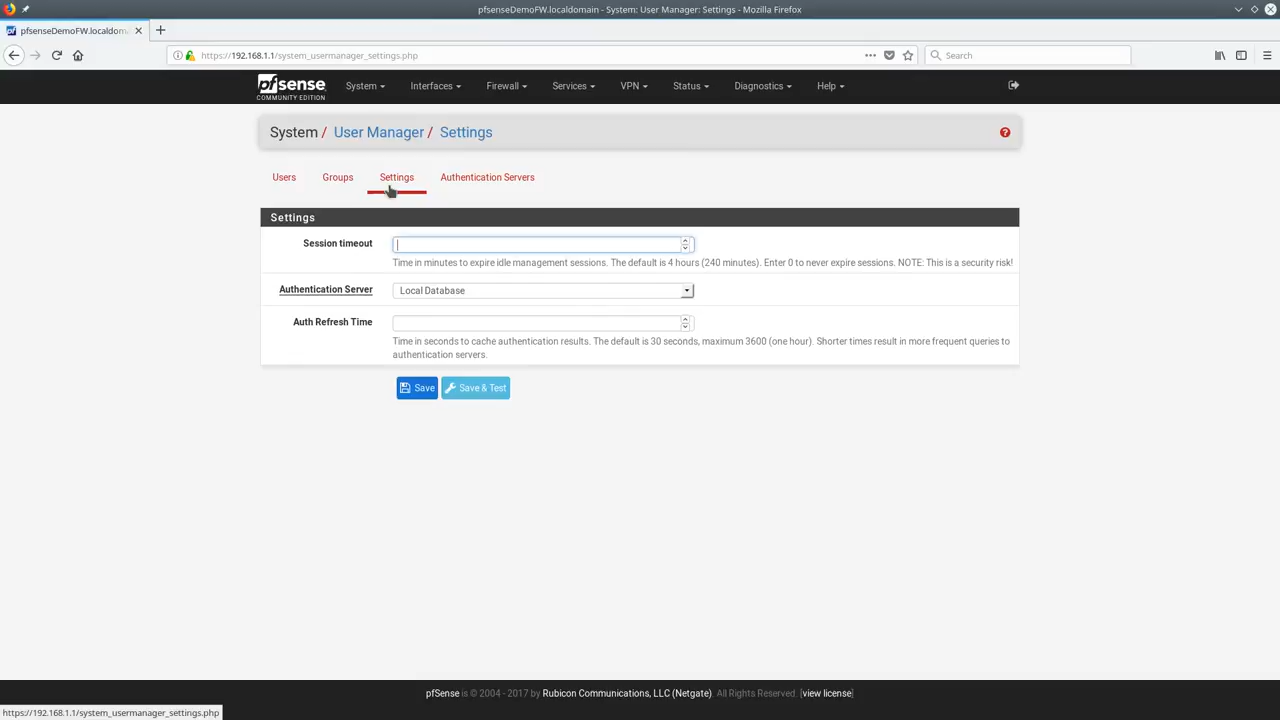 pfsenseDemoFW.localdomain - System: User Manager: Settings - Mozilla Firefox
pfsenseDemoFW.localdom
https://192.168.1.1/system_usermanager_settings.php
Search
pfsense
COMMUNITY EDITION
System
Interfaces
Firewall
Services
VPN
Status
Diagnostics
Help
System / User Manager / Settings
Users
Groups
Settings
Authentication Servers
Settings
Session timeout
Time in minutes to expire idle management sessions. The default is 4 hours (240 minutes). Enter 0 to never expire sessions. NOTE: This is a security risk!
Authentication Server
Local Database
Auth Refresh Time
Time in seconds to cache authentication results. The default is 30 seconds, maximum 3600 (one hour). Shorter times result in more frequent queries to
authentication servers.
Save
Save & Test
pfSense is © 2004 - 2017 by Rubicon Communications, LLC (Netgate). All Rights Reserved. [view license]
https://192.168.1.1/system_usermanager_settings.php